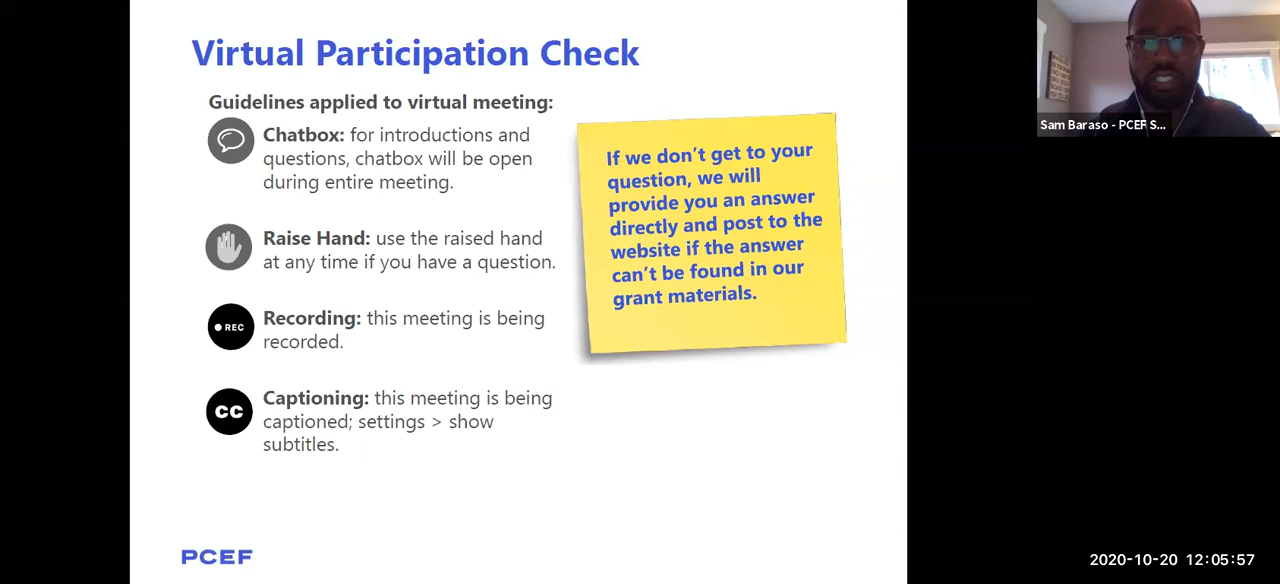 Virtual Participation Check
Guidelines applied to virtual meeting:
Chatbox: for introductions and
questions, chatbox will be open
during entire meeting.
Raise Hand: use the raised hand
at any time if you have a question.
REC
Recording: this meeting is being
recorded.
CC
Captioning: this meeting is being
captioned; settings > show
subtitles.
If we don’t get to your
question, we will
provide you an answer
directly and post to the
website if the answer
can’t be found in our
grant materials.
PCEF
Sam Baraso - PCEF S...
2020-10-20 12:05:57